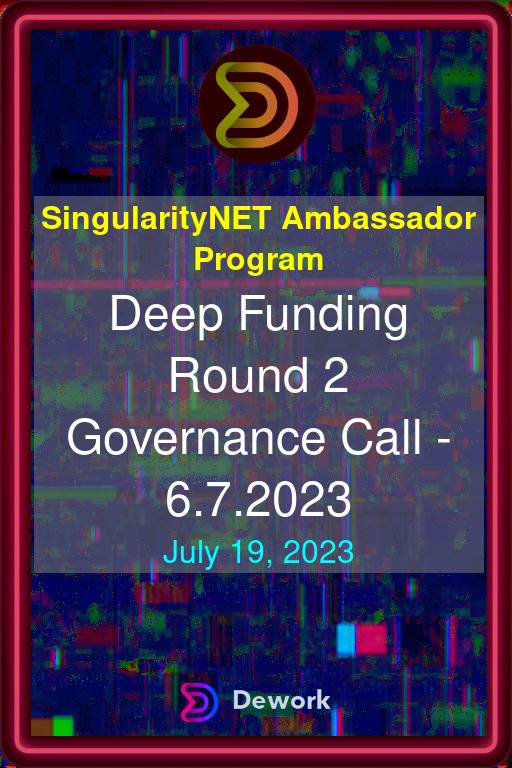 SingularityNET Ambassador
Program
Deep Funding
Round 2
Governance Call -
6.7.2023
July 19, 2023
Dework